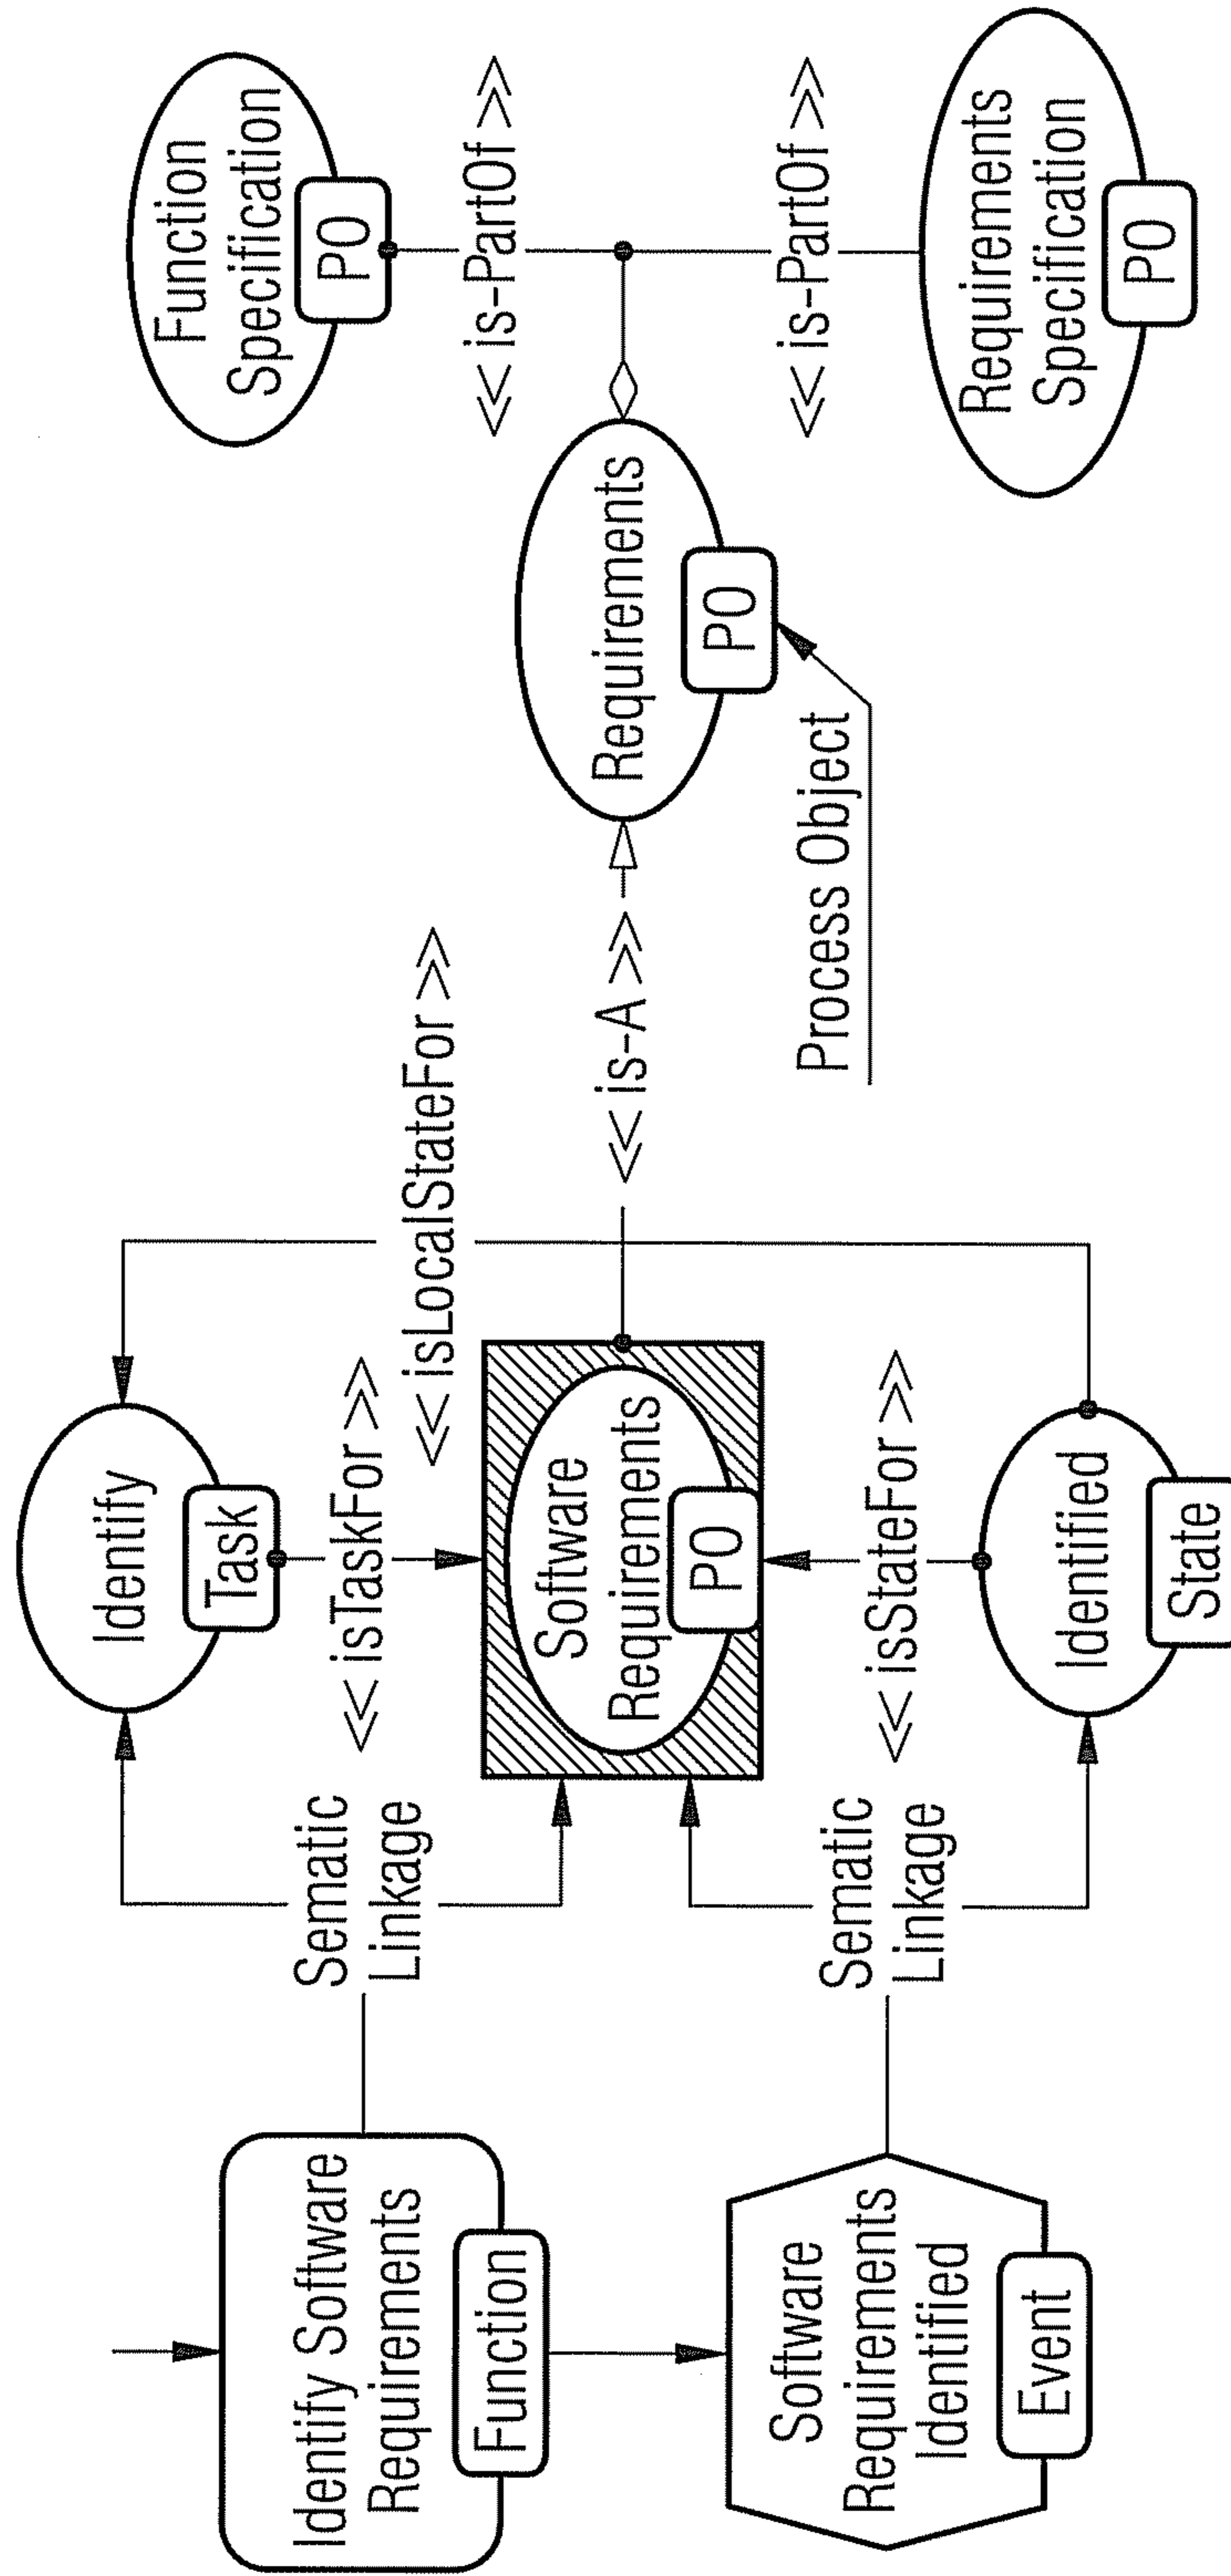 Identify Software
Requirements
Function
Software
Requirements
Identified
Event
Sematic
Linkage
Sematic
Linkage
Identify
Task
<< isTaskFor >>
<< isLocalStateFor >>
Software
Requirements
PO
<< isStateFor >>
Identified
State
<< is-A >>
Requirements
PO
Process Object
Function
Specification
PO
<< is-PartOf >>
<< is-PartOf >>
Requirements
Specification
PO